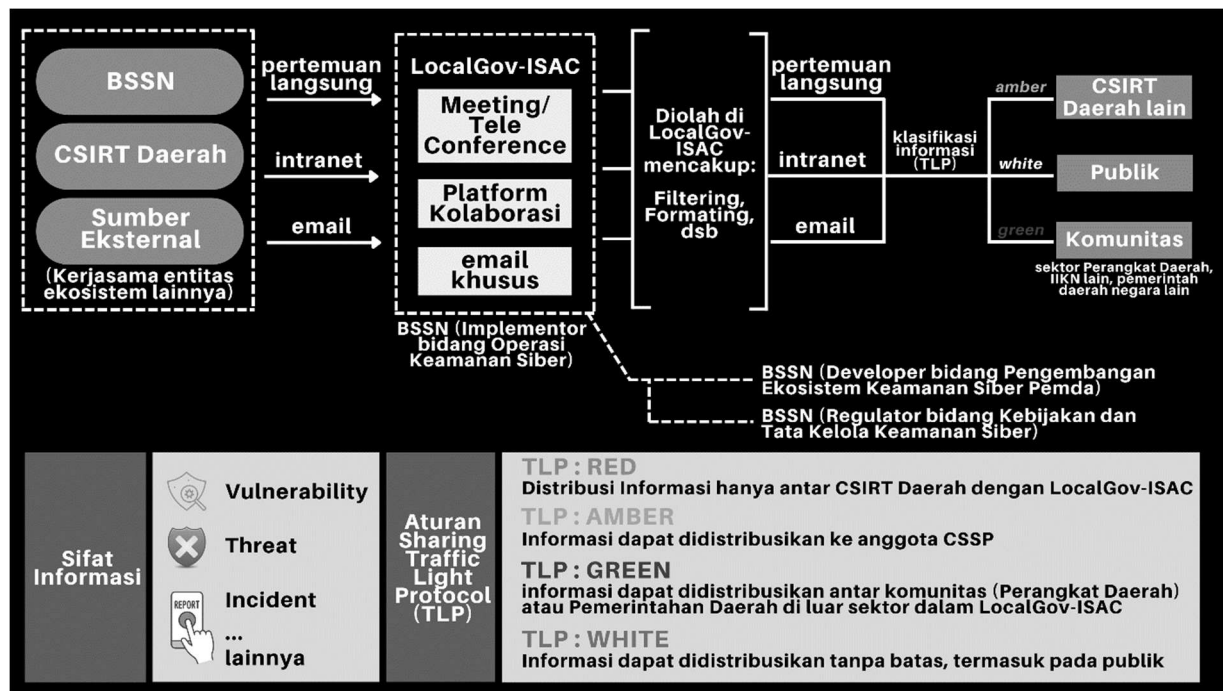 BSSN
CSIRT Daerah
Sumber
Eksternal
(Kerjasama entitas
ekosistem lainnya)
pertemuan
langsung
intranet
email
LocalGov-ISAC
Meeting/
Tele
Conference
Platform
Kolaborasi
email
khusus
BSSN (Implementor
bidang Operasi
Keamanan Siber)
Diolah di
LocalGov-
ISAC
mencakup:
Filtering,
Formating,
dsb
pertemuan
langsung
intranet
email
klasifikasi
informasi
(TLP)
amber
white
green
CSIRT
Daerah lain
Publik
Komunitas
sektor Perangkat Daerah,
IIKN lain, pemerintah
daerah negara lain
BSSN (Developer bidang Pengembangan
Ekosistem Keamanan Siber Pemda)
BSSN (Regulator bidang Kebijakan dan
Tata Kelola Keamanan Siber)
Sifat
Informasi
Vulnerability
Threat
REPORT
Incident
...
lainnya
Aturan
Sharing
Traffic
Light
Protocol
(TLP)
TLP : RED
Distribusi Informasi hanya antar CSIRT Daerah dengan LocalGov-ISAC
TLP : AMBER
Informasi dapat didistribusikan ke anggota CSSP
TLP : GREEN
informasi dapat didistribusikan antar komunitas (Perangkat Daerah)
atau Pemerintahan Daerah di luar sektor dalam LocalGov-ISAC
TLP : WHITE
Informasi dapat didistribusikan tanpa batas, termasuk pada publik